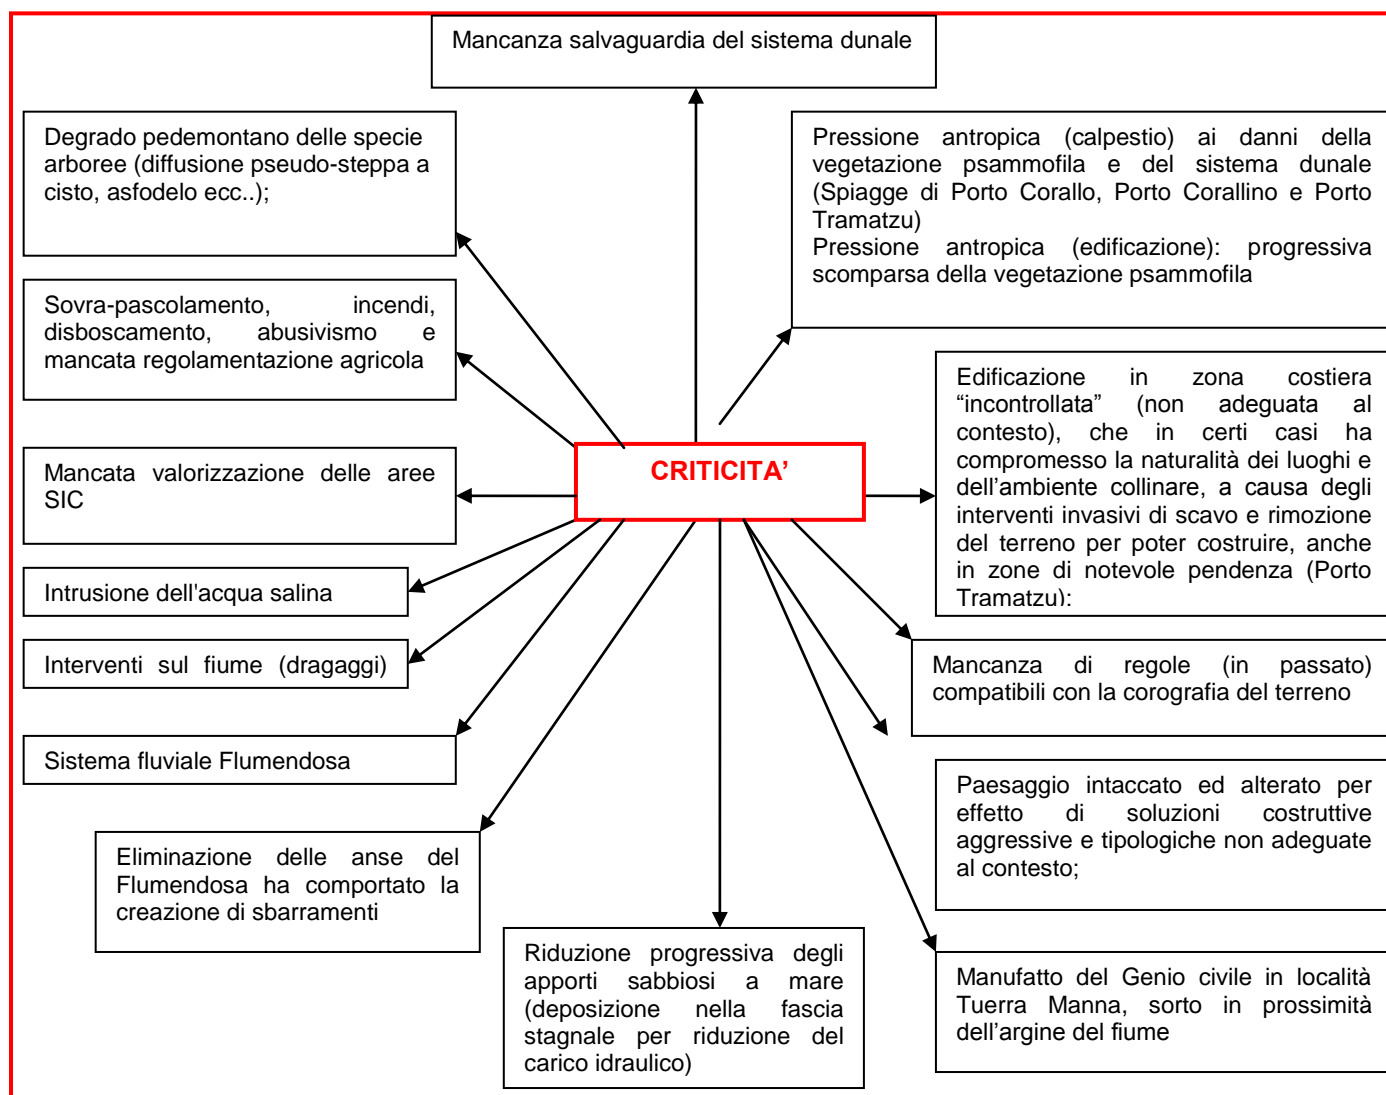 Mancanza salvaguardia del sistema dunale
Degrado pedemontano delle specie
arboree (diffusione pseudo-steppa a
cisto, asfodelo ecc..);
Pressione antropica (calpestio) ai danni della
vegetazione psammofila e del sistema dunale
(Spiagge di Porto Corallo, Porto Corallino e Porto
Tramatzu)
Pressione antropica (edificazione): progressiva
scomparsa della vegetazione psammofila
Sovra-pascolamento, incendi,
disboscamento, abusivismo e
mancata regolamentazione agricola
Edificazione in zona costiera
“incontrollata” (non adeguata al
contesto), che in certi casi ha
compromesso la naturalità dei luoghi e
dell’ambiente collinare, a causa degli
interventi invasivi di scavo e rimozione
del terreno per poter costruire, anche
in zone di notevole pendenza (Porto
Tramatzu):
CRITICITA’
Mancata valorizzazione delle aree
SIC
Intrusione dell'acqua salina
Interventi sul fiume (dragaggi)
Mancanza di regole (in passato)
compatibili con la corografia del terreno
Sistema fluviale Flumendosa
Paesaggio intaccato ed alterato per
effetto di soluzioni costruttive
aggressive e tipologiche non adeguate
al contesto;
Eliminazione delle anse del
Flumendosa ha comportato la
creazione di sbarramenti
Riduzione progressiva degli
apporti sabbiosi a mare
(deposizione nella fascia
stagnale per riduzione del
carico idraulico)
Manufatto del Genio civile in località
Tuerra Manna, sorto in prossimità
dell’argine del fiume